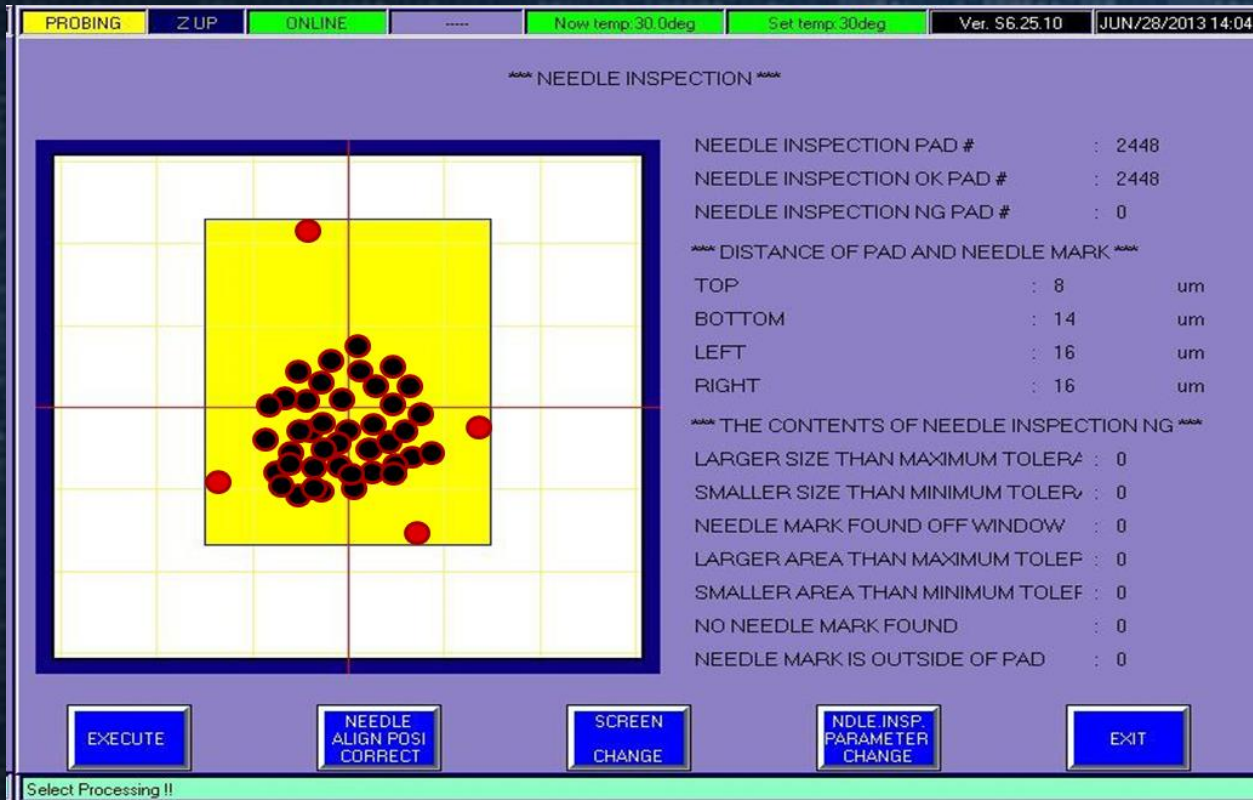 PROBING Z UP ONLINE ----- Now temp:30.0deg Set temp:30deg Ver. S6.25.10 JUN/28/2013 14:04
*** NEEDLE INSPECTION ***
NEEDLE INSPECTION PAD # : 2448
NEEDLE INSPECTION OK PAD # : 2448
NEEDLE INSPECTION NG PAD # : 0
*** DISTANCE OF PAD AND NEEDLE MARK ***
TOP : 8 um
BOTTOM : 14 um
LEFT : 16 um
RIGHT : 16 um
*** THE CONTENTS OF NEEDLE INSPECTION NG ***
LARGER SIZE THAN MAXIMUM TOLERA : 0
SMALLER SIZE THAN MINIMUM TOLERA : 0
NEEDLE MARK FOUND OFF WINDOW : 0
LARGER AREA THAN MAXIMUM TOLER : 0
SMALLER AREA THAN MINIMUM TOLER : 0
NO NEEDLE MARK FOUND : 0
NEEDLE MARK IS OUTSIDE OF PAD : 0
EXECUTE
NEEDLE
ALIGN POSI
CORRECT
SCREEN
CHANGE
NDLE.INSP.
PARAMETER
CHANGE
EXIT
Select Processing !!